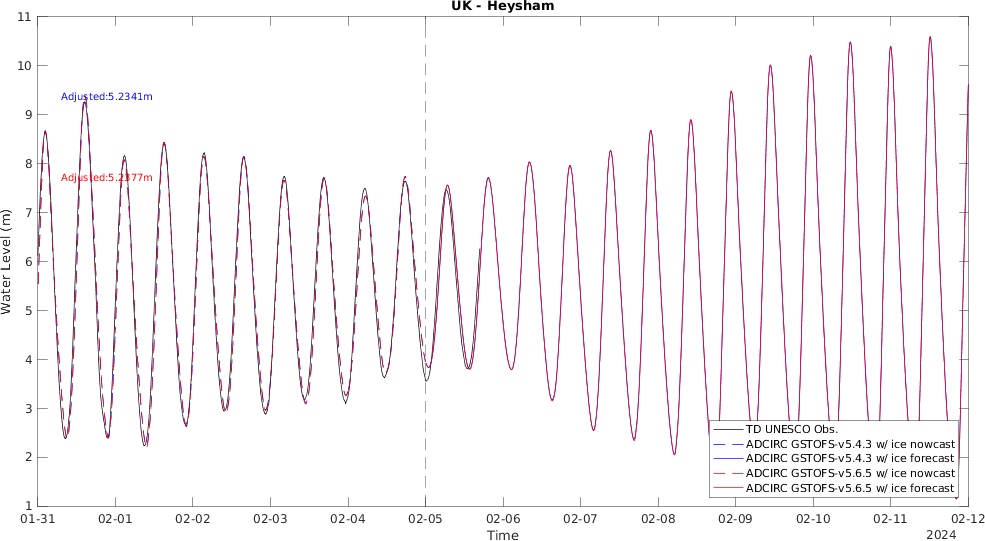 UK - Heysham
11
10
9
8
7
6
5
4
3
2
1
Water Level (m)
Adjusted:5.2341m
Adjusted:5.2377m
TD UNESCO Obs.
ADCIRC GSTOFS-v5.4.3 w/ ice nowcast
ADCIRC GSTOFS-v5.4.3 w/ ice forecast
ADCIRC GSTOFS-v5.6.5 w/ ice nowcast
ADCIRC GSTOFS-v5.6.5 w/ ice forecast
01-31 02-01 02-02 02-03 02-04 02-05 02-06 02-07 02-08 02-09 02-10 02-11 02-12
Time
2024